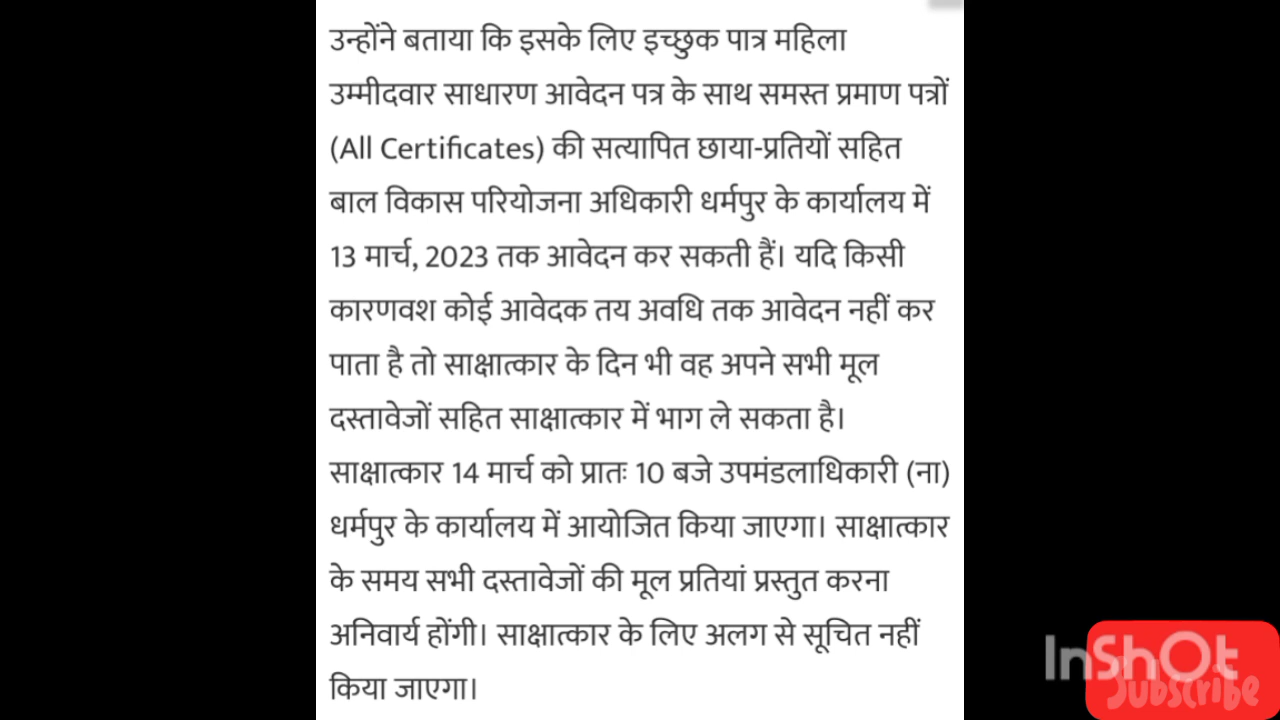 उन्होंने बताया कि इसके लिए इच्छुक पात्र महिला
उम्मीदवार साधारण आवेदन पत्र के साथ समस्त प्रमाण पत्रों
(All Certificates) की सत्यापित छाया-प्रतियों सहित
बाल विकास परियोजना अधिकारी धर्मपुर के कार्यालय में
13 मार्च, 2023 तक आवेदन कर सकती हैं। यदि किसी
कारणवश कोई आवेदक तय अवधि तक आवेदन नहीं कर
पाता है तो साक्षात्कार के दिन भी वह अपने सभी मूल
दस्तावेजों सहित साक्षात्कार में भाग ले सकता है।
साक्षात्कार 14 मार्च को प्रातः 10 बजे उपमंडलाधिकारी (ना)
धर्मपुर के कार्यालय में आयोजित किया जाएगा। साक्षात्कार
के समय सभी दस्तावेजों की मूल प्रतियां प्रस्तुत करना
अनिवार्य होंगी। साक्षात्कार के लिए अलग से सूचित नहीं
किया जाएगा।
InShOt
Subscribe